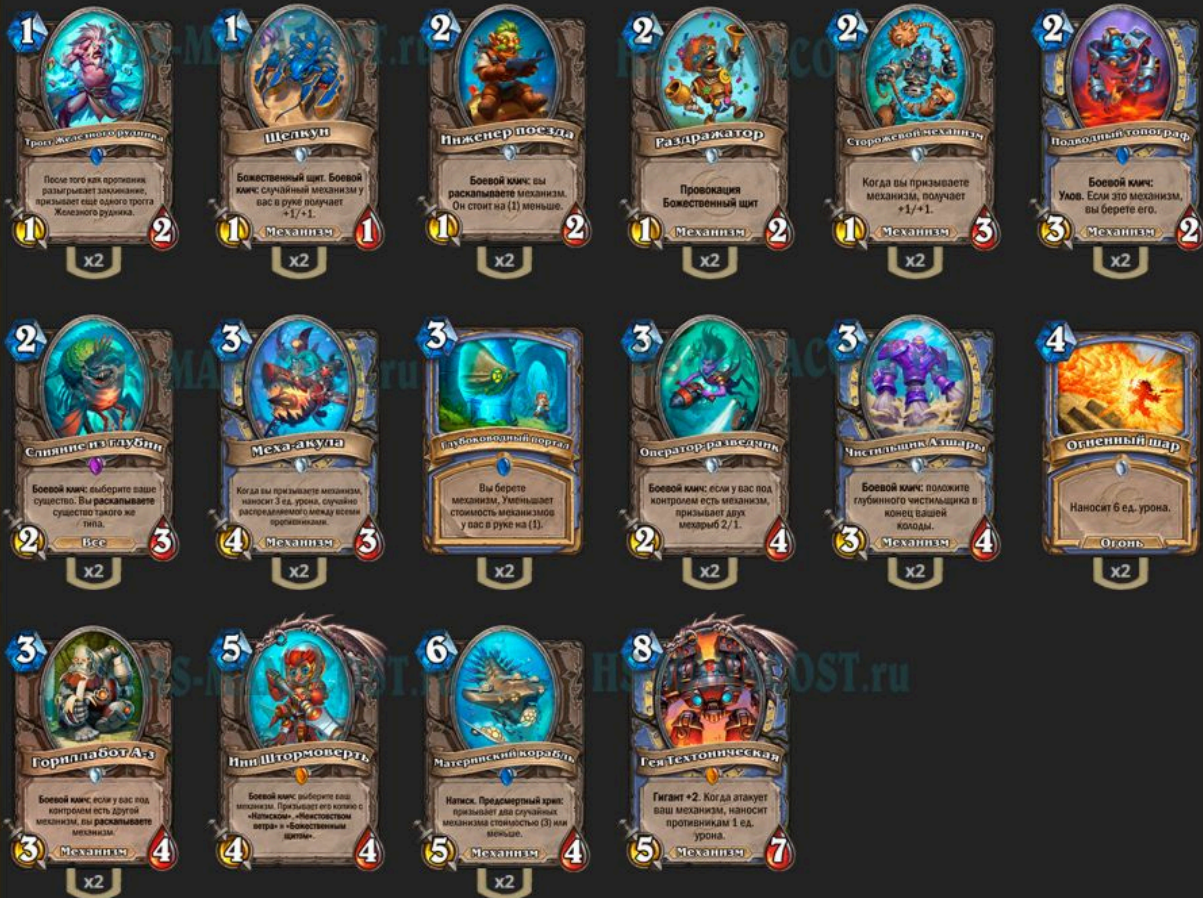 1
Трогг Железного рудника
После того как противник
разыгрывает заклинание,
призывает еще одного трогга
Железного рудника.
1
2
x2
1
Щелкун
Божественный щит. Боевой
клич: случайный механизм у
вас в руке получает
+1/+1.
1
Механизм
1
x2
2
Инженер поезда
Боевой клич: вы
раскапываете механизм.
Он стоит на (1) меньше.
1
2
x2
2
Раздражатор
Провокация
Божественный щит
1
Механизм
2
x2
2
Сторожевой механизм
Когда вы призываете
механизм, получает
+1/+1.
1
Механизм
3
x2
2
Подводный топограф
Боевой клич:
Улов. Если это механизм,
вы берете его.
3
Механизм
2
x2
2
Слияние из глубин
Боевой клич: выберите ваше
существо. Вы раскапываете
существо такого же
типа.
2
Все
3
x2
3
Меха-акула
Когда вы призываете механизм,
наносит 3 ед. урона, случайно
распределяемого между всеми
противниками.
4
Механизм
3
x2
3
Глубоководный портал
Вы берете
механизм, Уменьшает
стоимость механизмов
у вас в руке на (1).
x2
3
Оператор-разведчик
Боевой клич: если у вас под
контролем есть механизм,
призывает двух
мехарыб 2/1.
2
4
x2
3
Чистильщик Азшары
Боевой клич: положите
глубинного чистильщика в
конец вашей
колоды.
3
Механизм
4
x2
4
Огненный шар
Наносит 6 ед. урона.
Огонь
x2
3
Гориллабот А-3
Боевой клич: если у вас под
контролем есть другой
механизм, вы раскапываете
механизм.
3
Механизм
4
x2
5
Ини Штормоверть
Боевой клич: выберите ваш
механизм. Призывает его копию с
«Натиском», «Неистовством
ветра» и «Божественным
щитом».
4
4
6
Материнский корабль
Натиск. Предсмертный хрип:
призывает два случайных
механизма стоимостью (3) или
меньше.
5
Механизм
4
x2
8
Гея Тектоническая
Гигант +2. Когда атакует
ваш механизм, наносит
противникам 1 ед.
урона.
5
Механизм
7
HS-MANACOST.ru